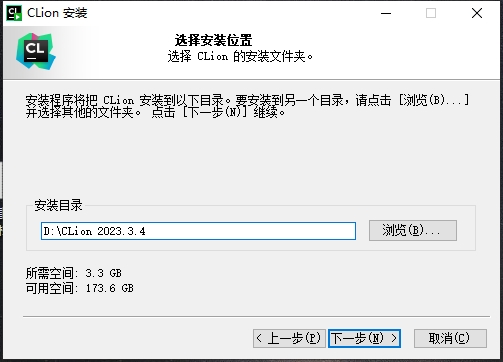 CLion 安装
CL
选择安装位置
选择 CLion 的安装文件夹。
安装程序将把 CLion 安装到以下目录。要安装到另一个目录，请点击 [浏览(B)...]
并选择其他的文件夹。 点击 [下一步(N)] 继续。
安装目录
D:\CLion 2023.3.4
浏览(B)...
所需空间: 3.3 GB
可用空间: 173.6 GB
< 上一步(P) 下一步(N) > 取消(C)